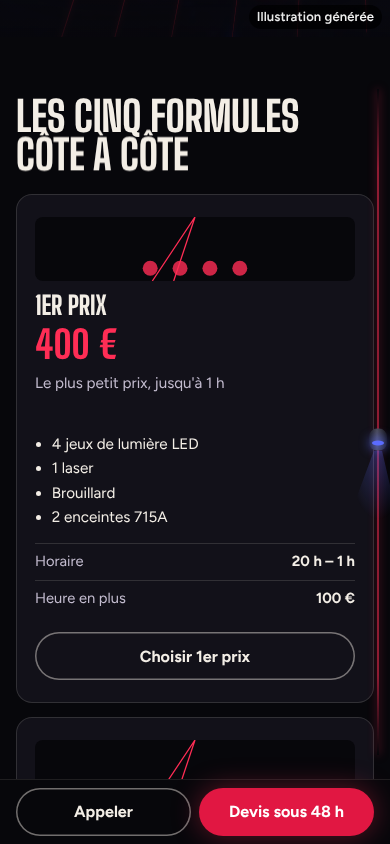 Illustration générée
LES CINQ FORMULES
CÔTE À CÔTE
1ER PRIX
400 €
Le plus petit prix, jusqu'à 1 h
• 4 jeux de lumière LED
• 1 laser
• Brouillard
• 2 enceintes 715A
Horaire 20 h – 1 h
Heure en plus 100 €
Choisir 1er prix
Appeler Devis sous 48 h